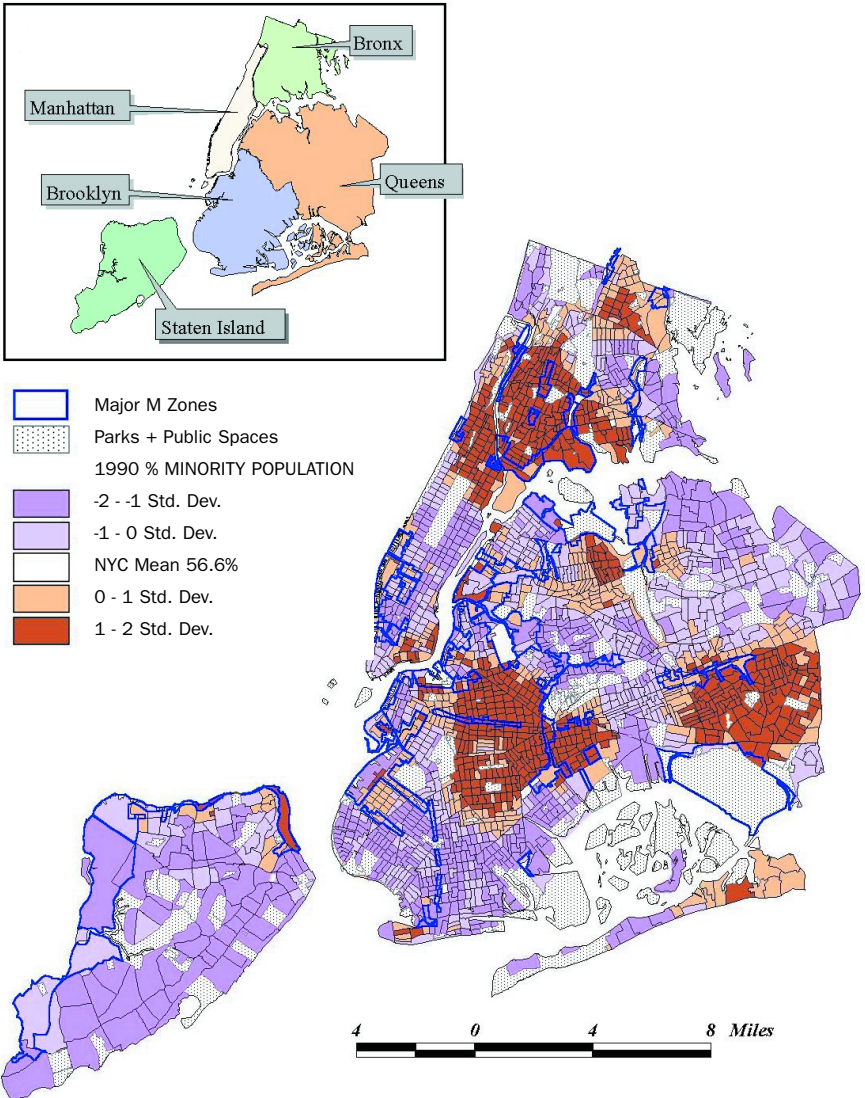 Bronx
Manhattan
Brooklyn
Queens
Staten Island
Major M Zones
Parks + Public Spaces
1990 % MINORITY POPULATION
-2 - -1 Std. Dev.
-1 - 0 Std. Dev.
NYC Mean 56.6%
0 - 1 Std. Dev.
1 - 2 Std. Dev.
4 0 4 8 Miles